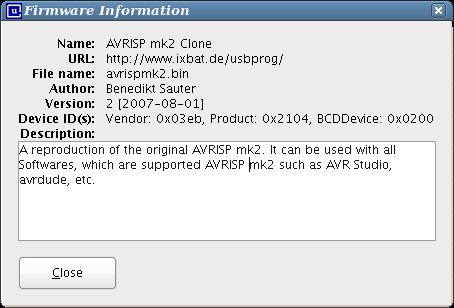 u Firmware Information
Name: AVRISP mk2 Clone
URL: http://www.ixbat.de/usbprog/
File name: avrispmk2.bin
Author: Benedikt Sauter
Version: 2 [2007-08-01]
Device ID(s): Vendor: 0x03eb, Product: 0x2104, BCDDevice: 0x0200
Description:
A reproduction of the original AVRISP mk2. It can be used with all
Softwares, which are supported AVRISP mk2 such as AVR Studio,
avrdude, etc.
Close